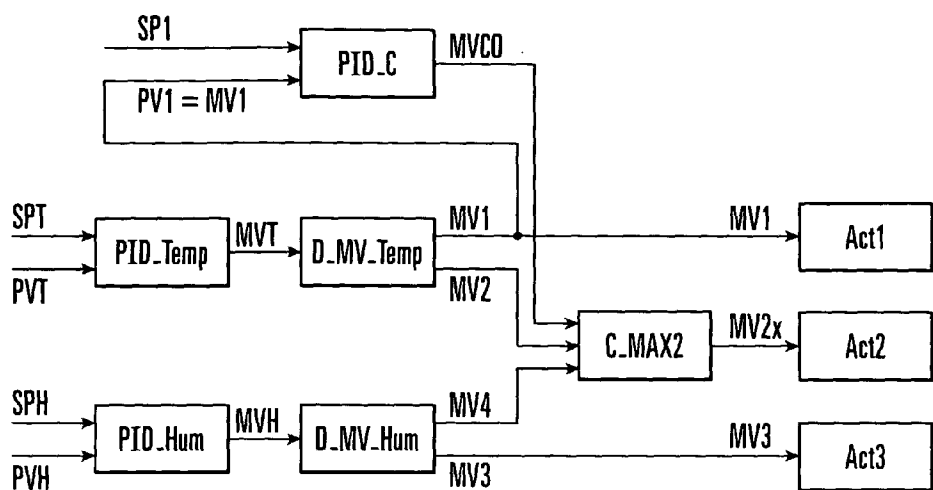 SP1
PID_C
MVCO
PV1 = MV1
SPT
PVT
PID_Temp
MVT
D_MV_Temp
MV1
MV2
MV1
Act1
C_MAX2
MV2x
Act2
SPH
PVH
PID_Hum
MVH
D_MV_Hum
MV4
MV3
MV3
Act3